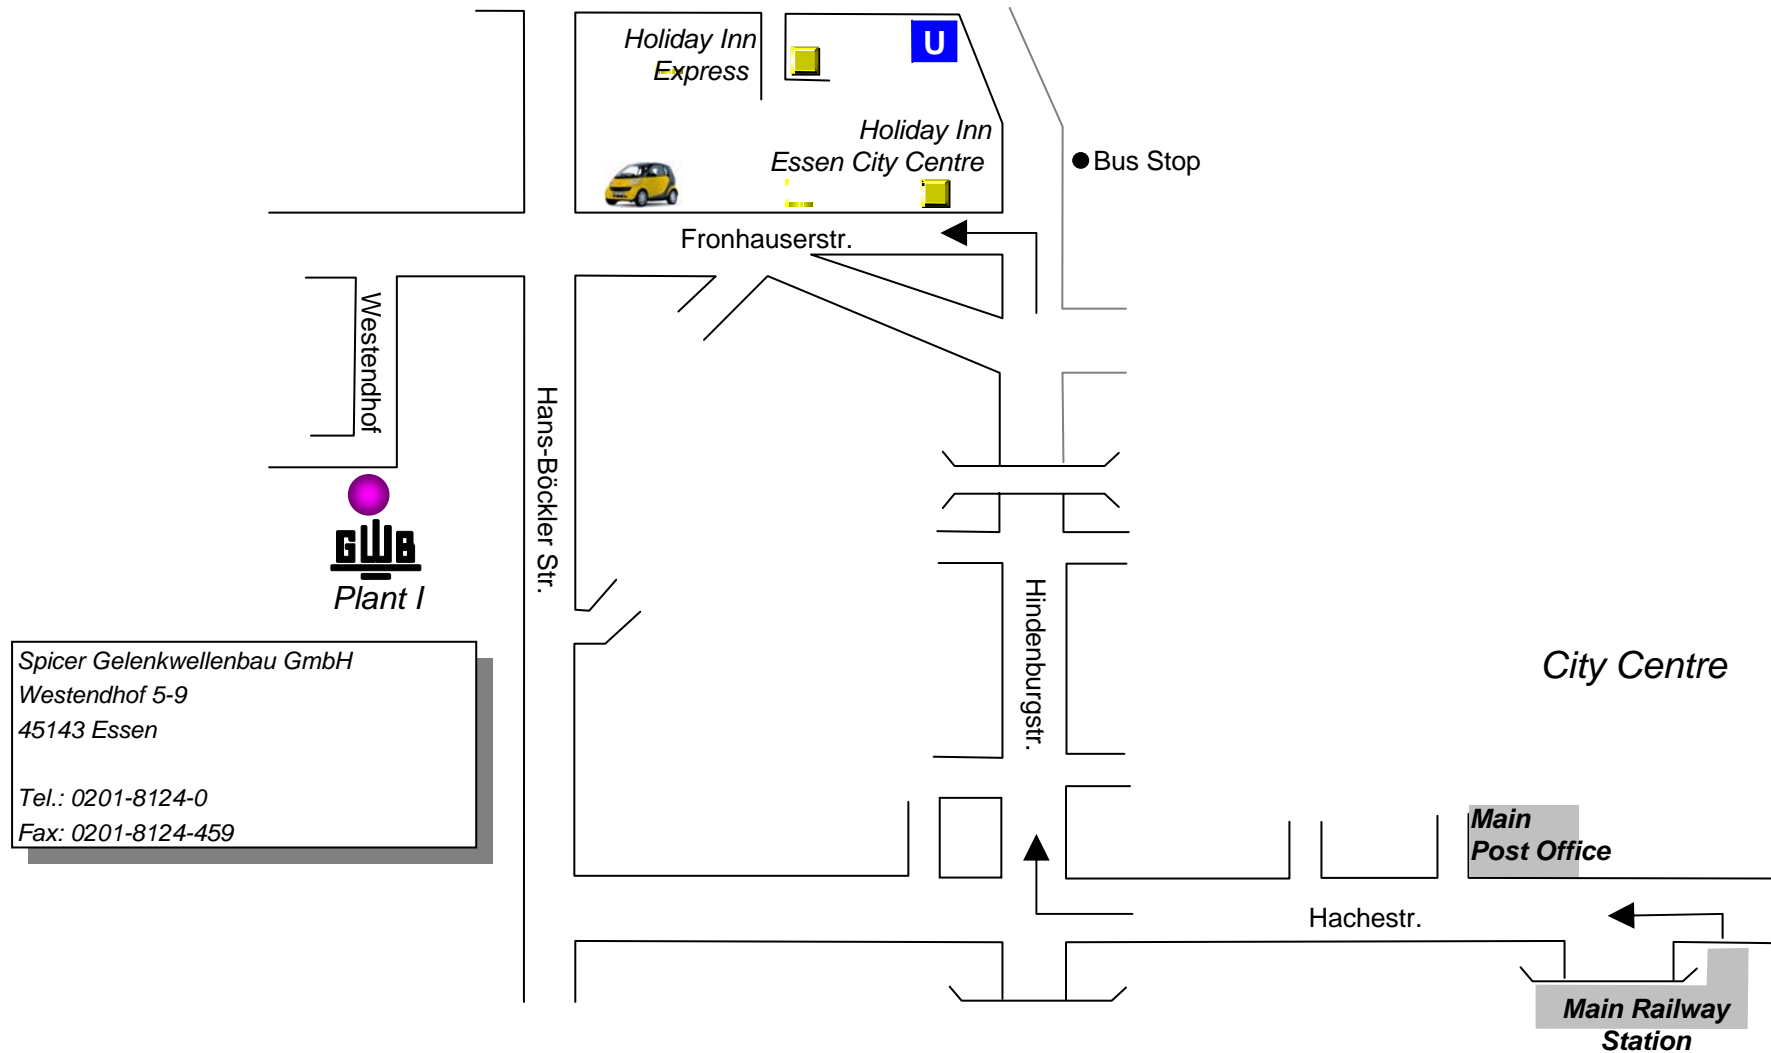 Holiday Inn
Express
U
Holiday Inn
Essen City Centre
Bus Stop
Fronhauserstr.
Westendhof
Hans-Böckler Str.
GWB
Plant I
Hindenburgstr.
Spicer Gelenkwellenbau GmbH
Westendhof 5-9
45143 Essen
Tel.: 0201-8124-0
Fax: 0201-8124-459
City Centre
Main
Post Office
Hachestr.
Main Railway
Station